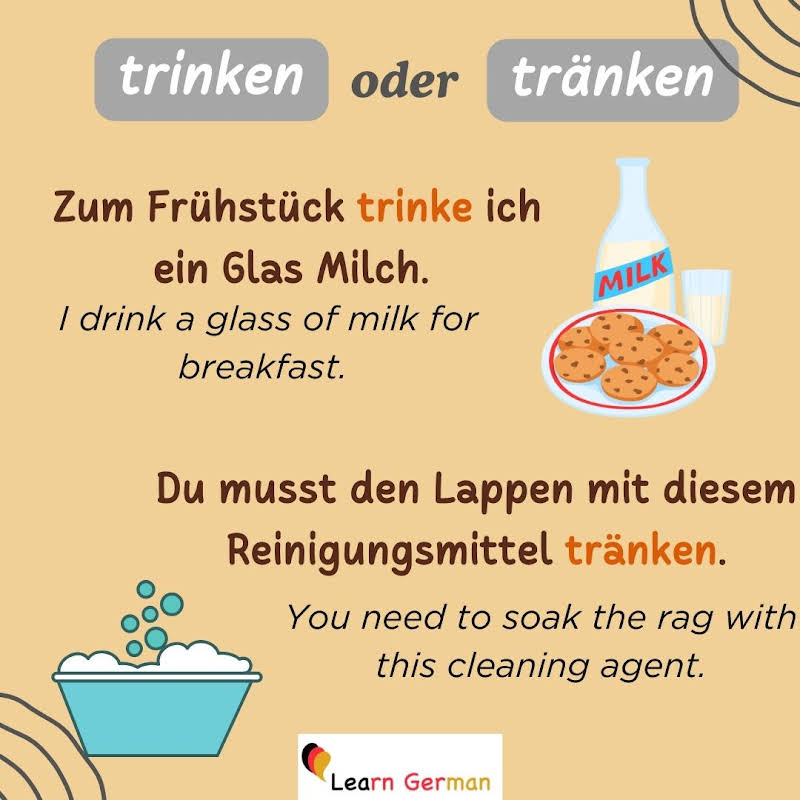 trinken oder tränken
Zum Frühstück trinke ich
ein Glas Milch.
I drink a glass of milk for
breakfast.
MILK
Du musst den Lappen mit diesem
Reinigungsmittel tränken.
You need to soak the rag with
this cleaning agent.
Learn German